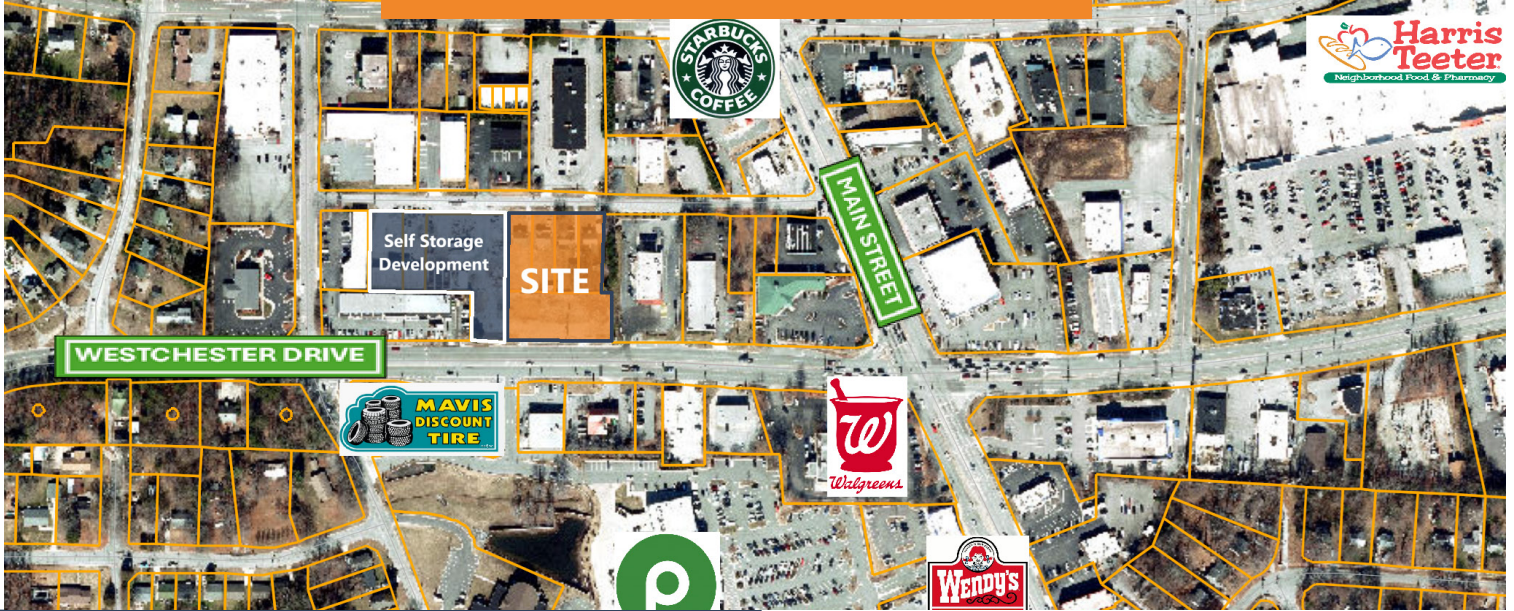 STARBUCKS
COFFEE
Harris
Teeter
Neighborhood Food & Pharmacy
MAIN STREET
Self Storage
Development
SITE
WESTCHESTER DRIVE
MAVIS
DISCOUNT
TIRE
W
Walgreens
p
WENDY'S